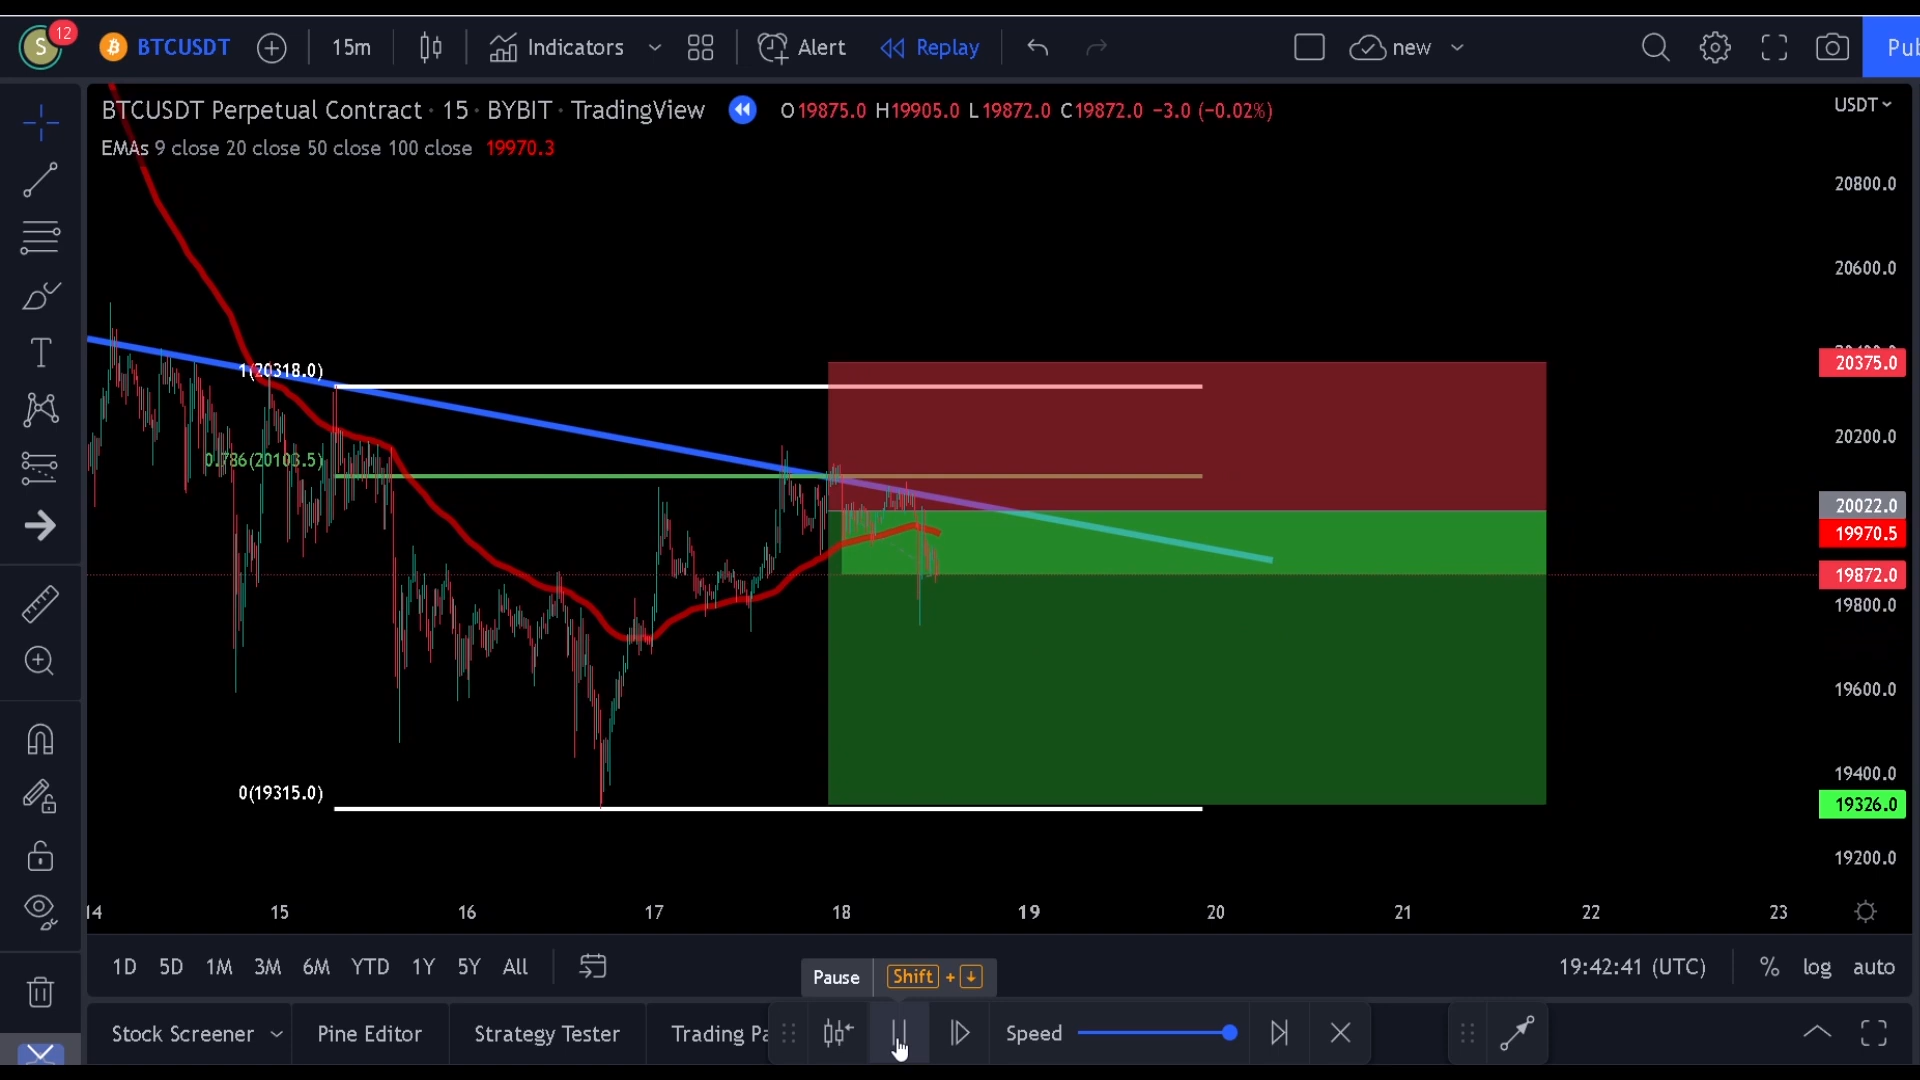 S 12 BTCUSDT 15m Indicators Alert Replay new Pub
BTCUSDT Perpetual Contract · 15 · BYBIT · TradingView O19875.0 H19905.0 L19872.0 C19872.0 −3.0 (−0.02%)
USDT
EMAs 9 close 20 close 50 close 100 close 19970.3
20800.0
20600.0
20375.0
1(20318.0)
20200.0
0.786(20103.5)
20022.0
19970.5
19872.0
19800.0
19600.0
19400.0
0(19315.0)
19326.0
19200.0
14 15 16 17 18 19 20 21 22 23
1D 5D 1M 3M 6M YTD 1Y 5Y All
19:42:41 (UTC) % log auto
Pause Shift + ↓
Stock Screener Pine Editor Strategy Tester Trading Pa Speed